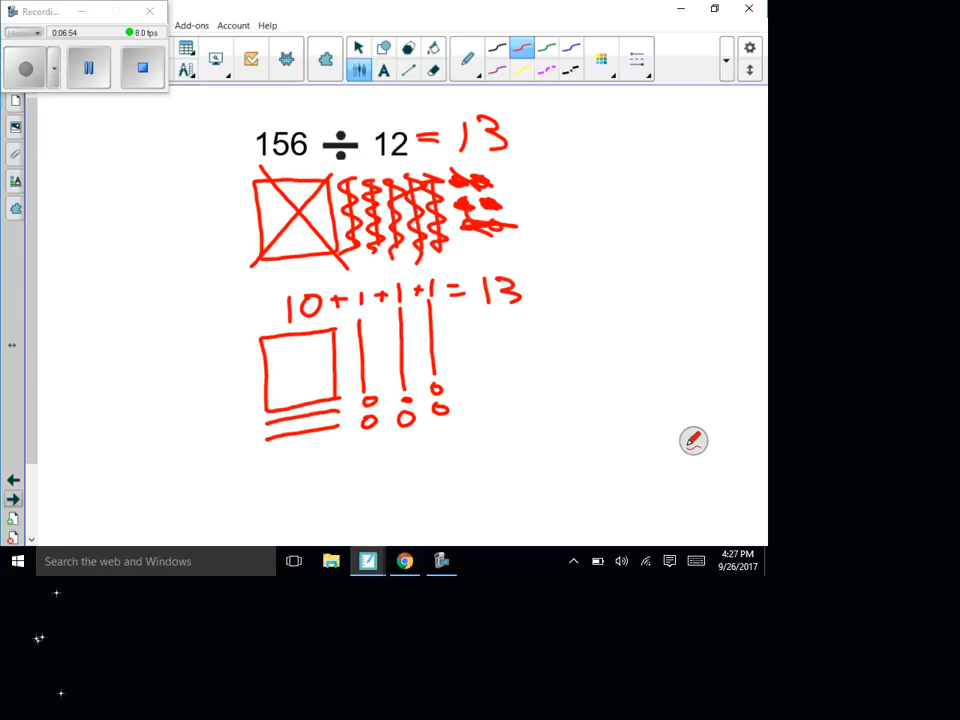 Recordi...
Menus
0:06:54
8.0 fps
Add-ons Account Help
156 ÷ 12 = 13
10 + 1 + 1 + 1 = 13
Search the web and Windows
4:27 PM
9/26/2017